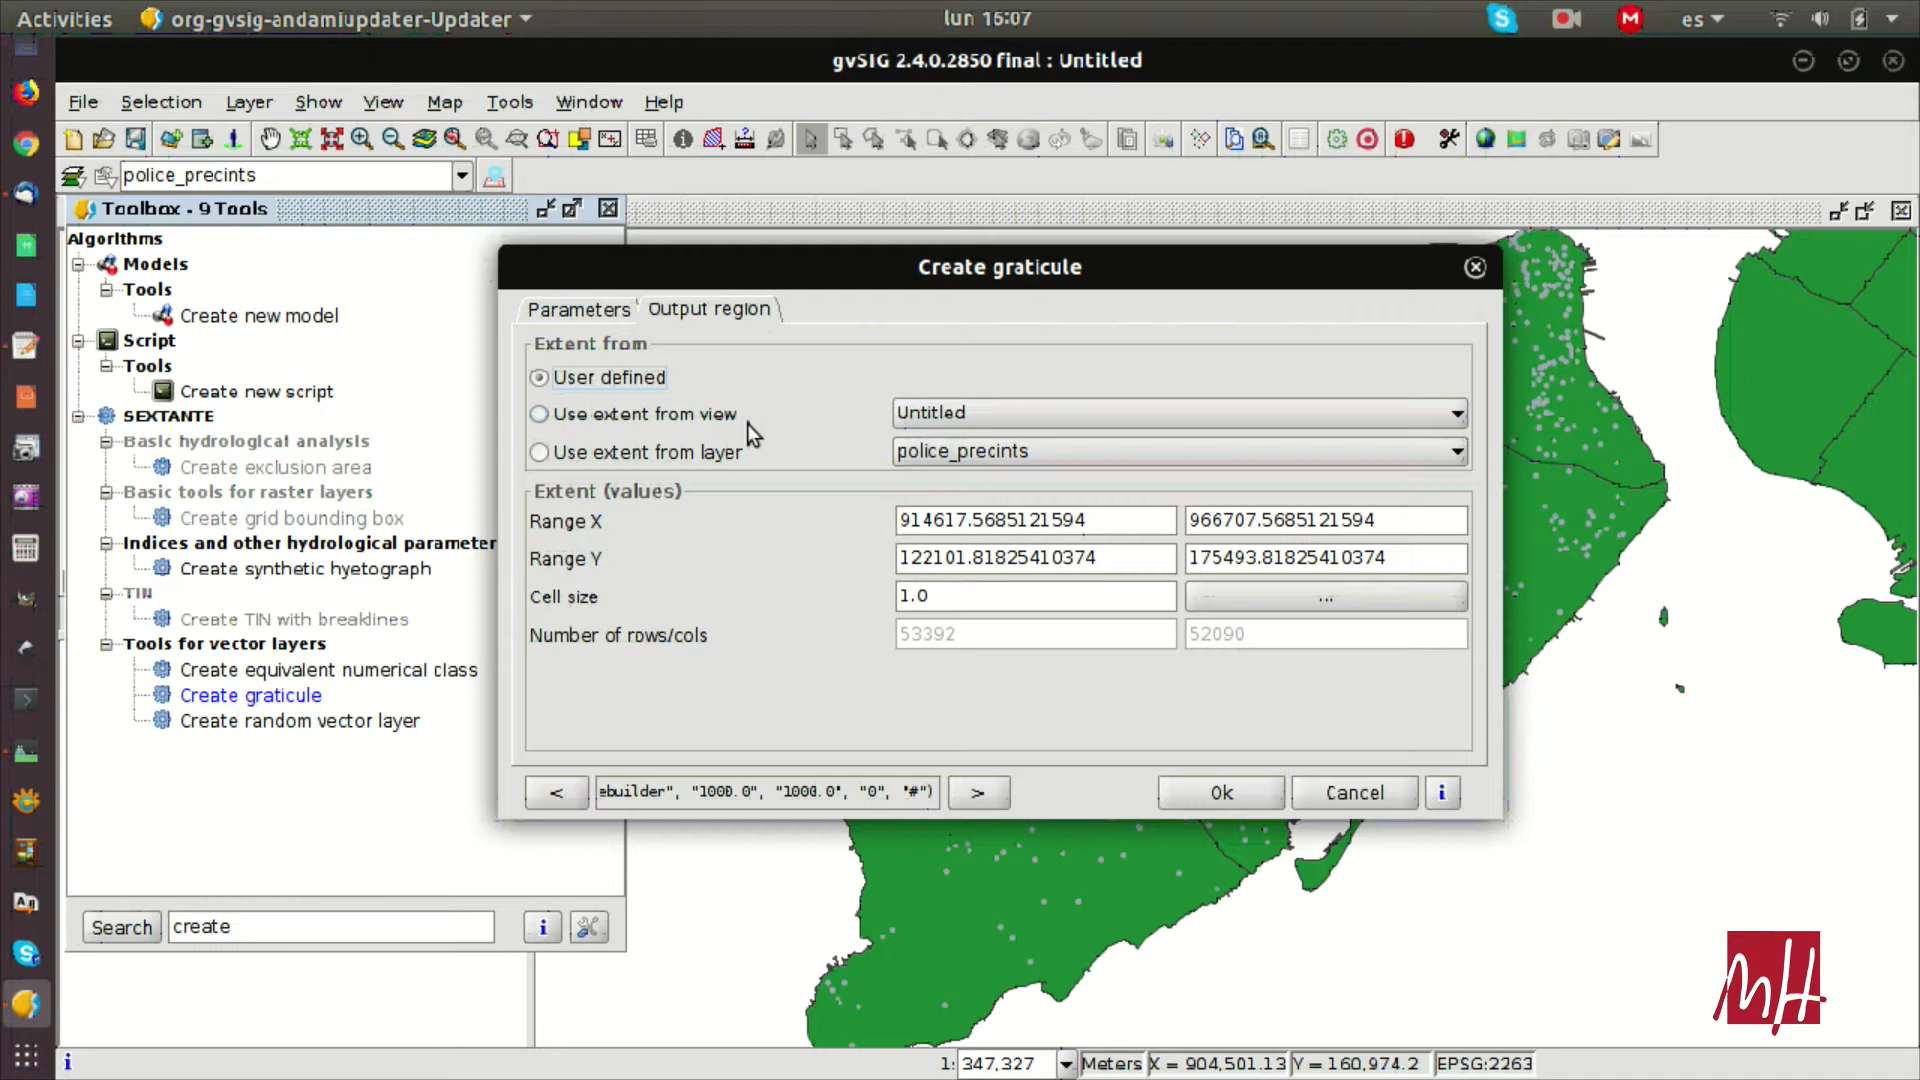 Activities org-gvsig-andamiupdater-Updater lun 15:07 es
gvSIG 2.4.0.2850 final : Untitled
File Selection Layer Show View Map Tools Window Help
police_precints
Toolbox - 9 Tools
Algorithms
Models
Tools
Create new model
Script
Tools
Create new script
SEXTANTE
Basic hydrological analysis
Create exclusion area
Basic tools for raster layers
Create grid bounding box
Indices and other hydrological parameter
Create synthetic hyetograph
TIN
Create TIN with breaklines
Tools for vector layers
Create equivalent numerical class
Create graticule
Create random vector layer
Search create
Create graticule
Parameters Output region
Extent from
User defined
Use extent from view Untitled
Use extent from layer police_precints
Extent (values)
Range X 914617.5685121594 966707.5685121594
Range Y 122101.81825410374 175493.81825410374
Cell size 1.0 ...
Number of rows/cols 53392 52090
< ebuilder", "1000.0", "1000.0", "0", "#") > Ok Cancel i
MH
1: 347,327 Meters X = 904,501.13 Y = 160,974.2 EPSG:2263